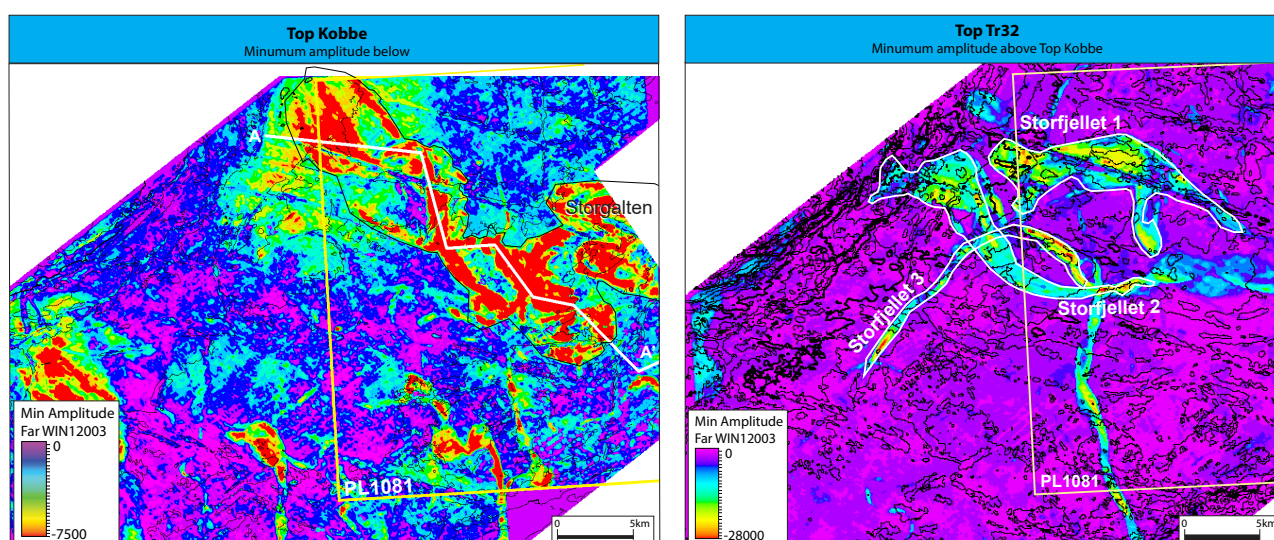 Top Kobbe
Minumum amplitude below
A
Storgalten
A'
PL1081
Min Amplitude
Far WIN12003
0
-7500
0 5km
Top Tr32
Minumum amplitude above Top Kobbe
Storfjellet 1
Storfjellet 3
Storfjellet 2
PL1081
Min Amplitude
Far WIN12003
0
-28000
0 5km